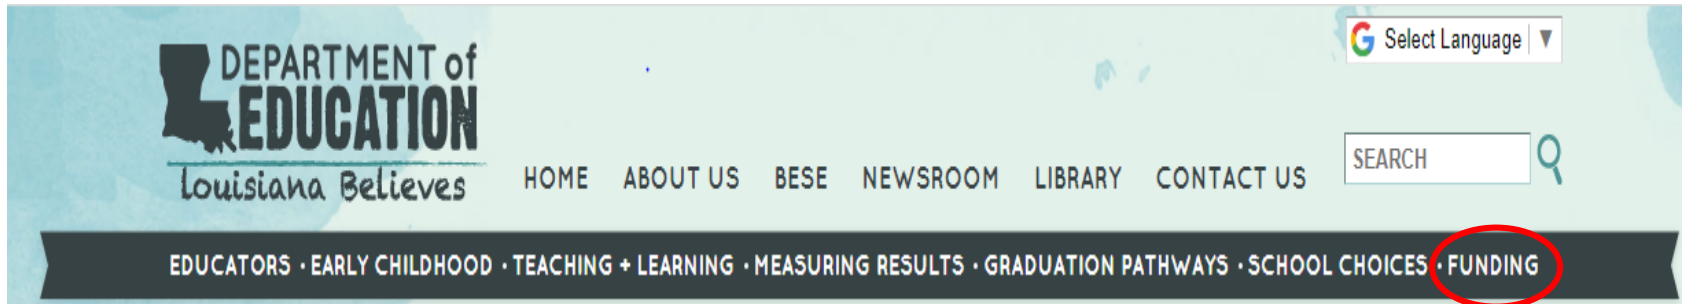 DEPARTMENT of
EDUCATION
Louisiana Believes
Select Language ▼
HOME ABOUT US BESE NEWSROOM LIBRARY CONTACT US
SEARCH
EDUCATORS · EARLY CHILDHOOD · TEACHING + LEARNING · MEASURING RESULTS · GRADUATION PATHWAYS · SCHOOL CHOICES · FUNDING